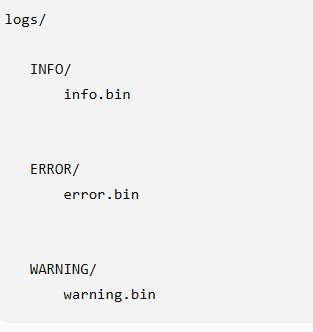 logs/
INFO/
info.bin
ERROR/
error.bin
WARNING/
warning.bin